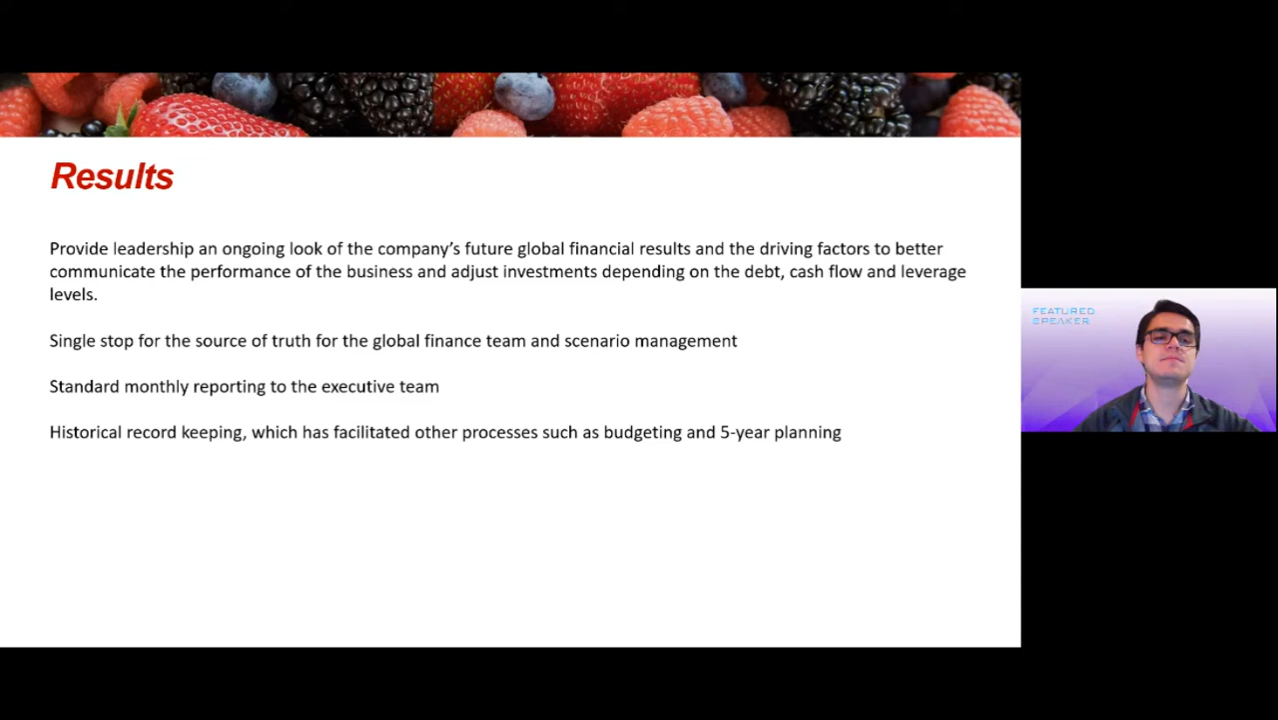 Results
Provide leadership an ongoing look of the company's future global financial results and the driving factors to better
communicate the performance of the business and adjust investments depending on the debt, cash flow and leverage
levels.
Single stop for the source of truth for the global finance team and scenario management
Standard monthly reporting to the executive team
Historical record keeping, which has facilitated other processes such as budgeting and 5-year planning
FEATURED
SPEAKER